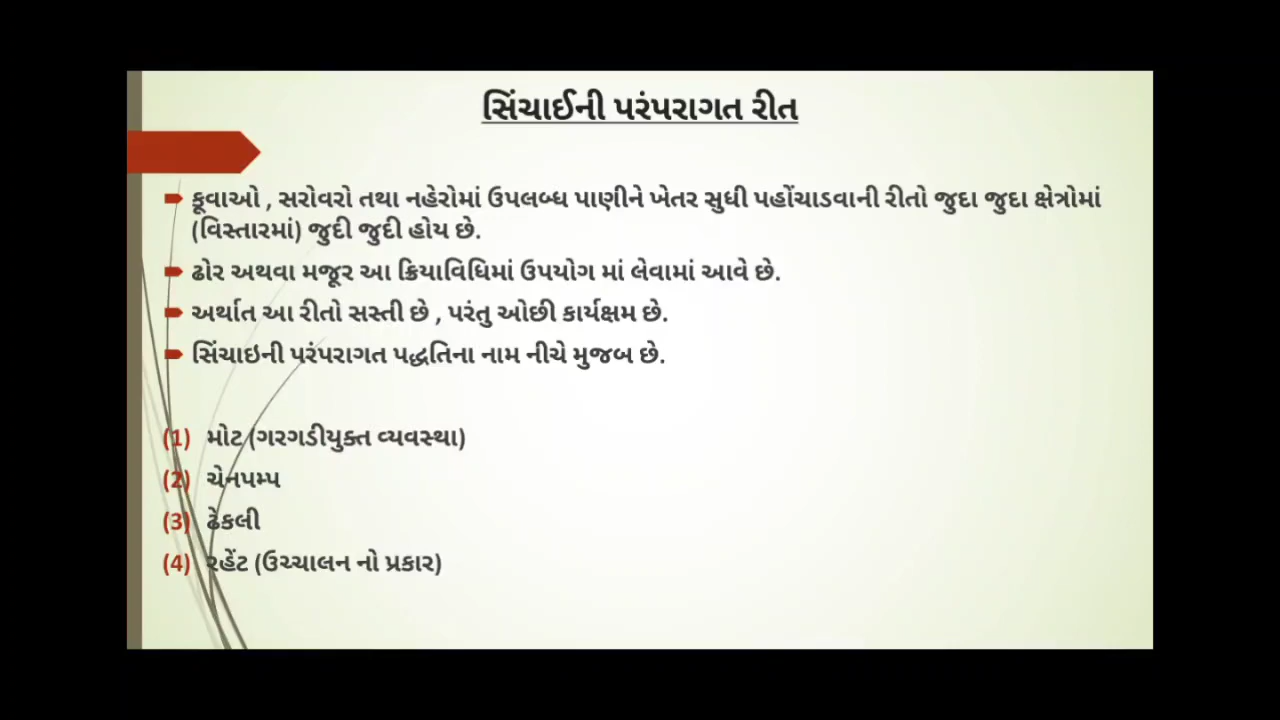 સિંચાઈની પરંપરાગત રીત
કૂવાઓ , સરોવરો તથા નહેરોમાં ઉપલબ્ધ પાણીને ખેતર સુધી પહોંચાડવાની રીતો જુદા જુદા ક્ષેત્રોમાં
(વિસ્તારમાં) જુદી જુદી હોય છે.
ઢોર અથવા મજૂર આ ક્રિયાવિધિમાં ઉપયોગ માં લેવામાં આવે છે.
અર્થાત આ રીતો સસ્તી છે , પરંતુ ઓછી કાર્યક્ષમ છે.
સિંચાઇની પરંપરાગત પદ્ધતિના નામ નીચે મુજબ છે.
(1) મોટ (ગરગડીયુક્ત વ્યવસ્થા)
(2) ચેનપમ્પ
(3) ઢેકલી
(4) રહેંટ (ઉચ્ચાલન નો પ્રકાર)